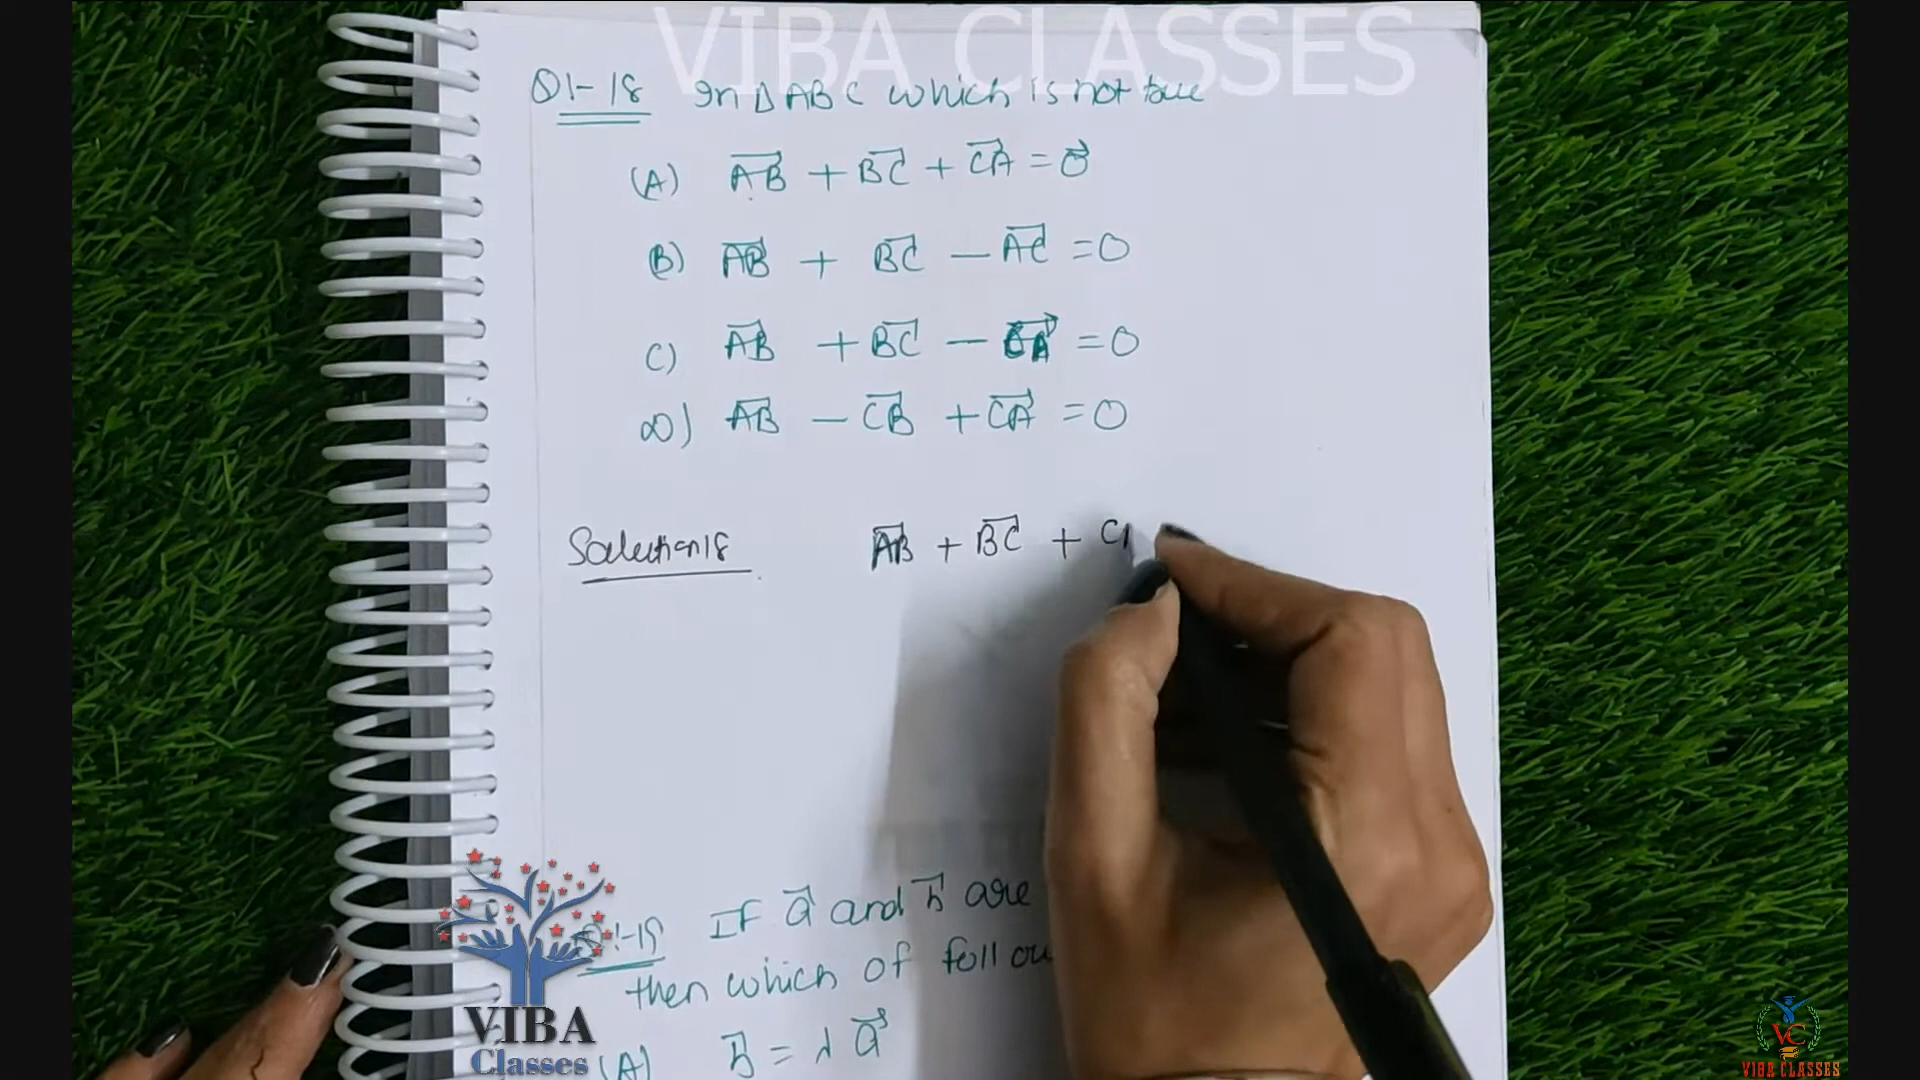 VIBA CLASSES
Q1-18 In Δ ABC which is not true
(A) AB⃗ + BC⃗ + CA⃗ = 0⃗
(B) AB⃗ + BC⃗ - AC⃗ = 0
C) AB⃗ + BC⃗ - CA⃗ = 0
D) AB⃗ - CB⃗ + CA⃗ = 0
Solution18 AB⃗ + BC⃗ +
Q1-19 If a⃗ and b⃗ are
then which of
(A) b⃗ = λ a⃗
VIBA
Classes
VC
VIBA CLASSES